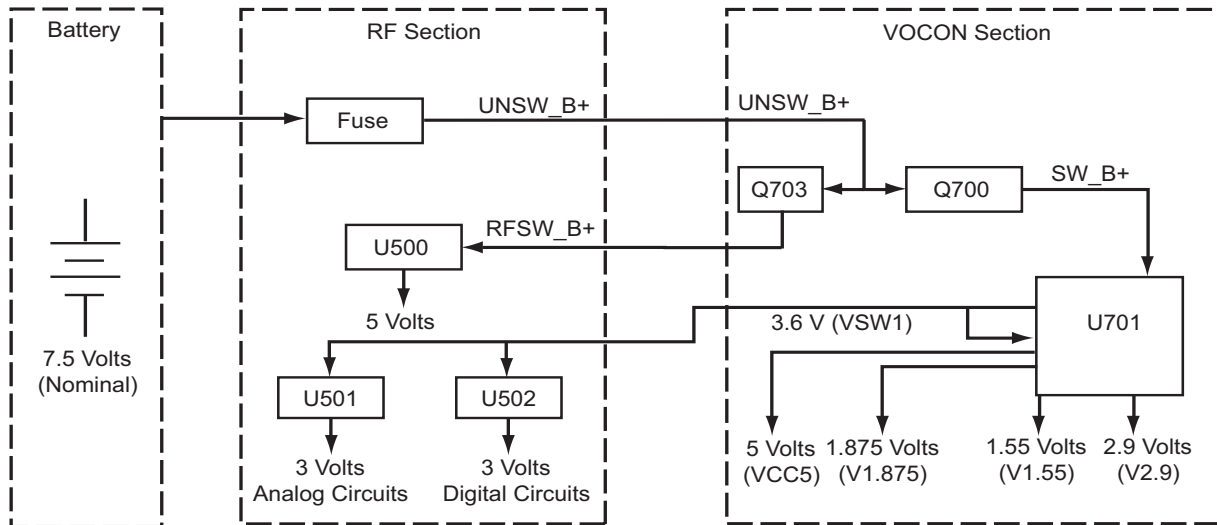 Battery
RF Section
VOCON Section
Fuse
UNSW_B+
UNSW_B+
Q703
Q700
SW_B+
RFSW_B+
U500
5 Volts
3.6 V (VSW1)
U701
7.5 Volts
(Nominal)
U501
U502
3 Volts
Analog Circuits
3 Volts
Digital Circuits
5 Volts
(VCC5)
1.875 Volts
(V1.875)
1.55 Volts
(V1.55)
2.9 Volts
(V2.9)